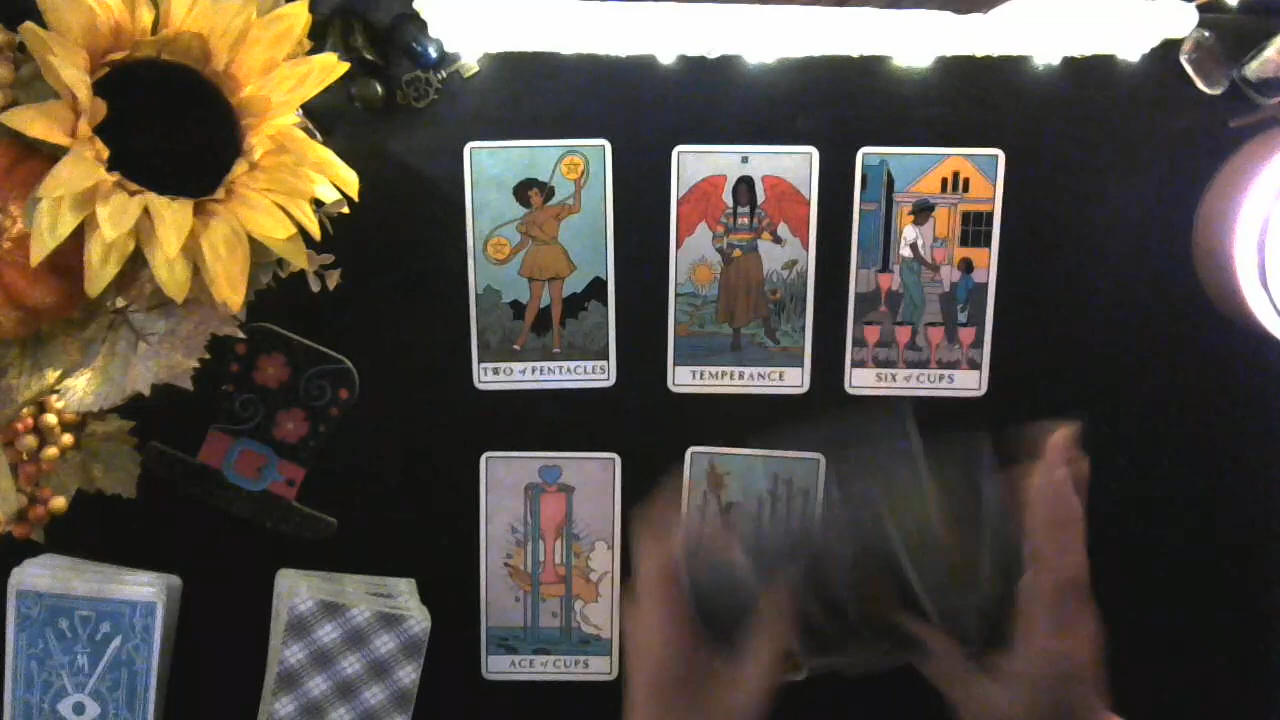 TWO of PENTACLES
TEMPERANCE
SIX of CUPS
ACE of CUPS
M